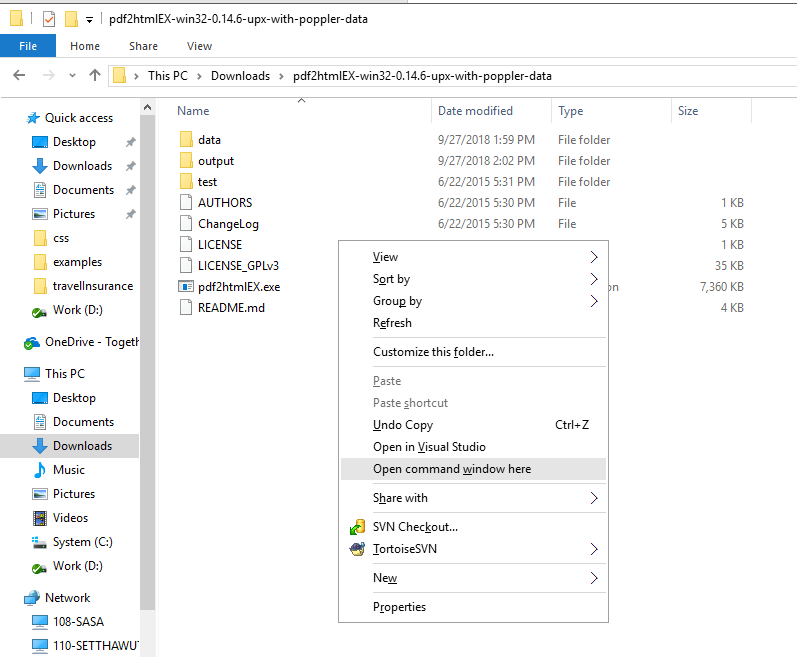 pdf2htmlEX-win32-0.14.6-upx-with-poppler-data
File Home Share View
This PC Downloads pdf2htmlEX-win32-0.14.6-upx-with-poppler-data
Name Date modified Type Size
Quick access
Desktop
Downloads
Documents
Pictures
css
examples
travelInsurance
Work (D:)
OneDrive - Togeth
This PC
Desktop
Documents
Downloads
Music
Pictures
Videos
System (C:)
Work (D:)
Network
108-SASA
110-SETTHAWUT
data 9/27/2018 1:59 PM File folder
output 9/27/2018 2:02 PM File folder
test 6/22/2015 5:31 PM File folder
AUTHORS 6/22/2015 5:30 PM File 1 KB
ChangeLog 6/22/2015 5:30 PM File 5 KB
LICENSE 1 KB
LICENSE_GPLv3 35 KB
pdf2htmlEX.exe on 7,360 KB
README.md 4 KB
View
Sort by
Group by
Refresh
Customize this folder...
Paste
Paste shortcut
Undo Copy Ctrl+Z
Open in Visual Studio
Open command window here
Share with
SVN Checkout...
TortoiseSVN
New
Properties